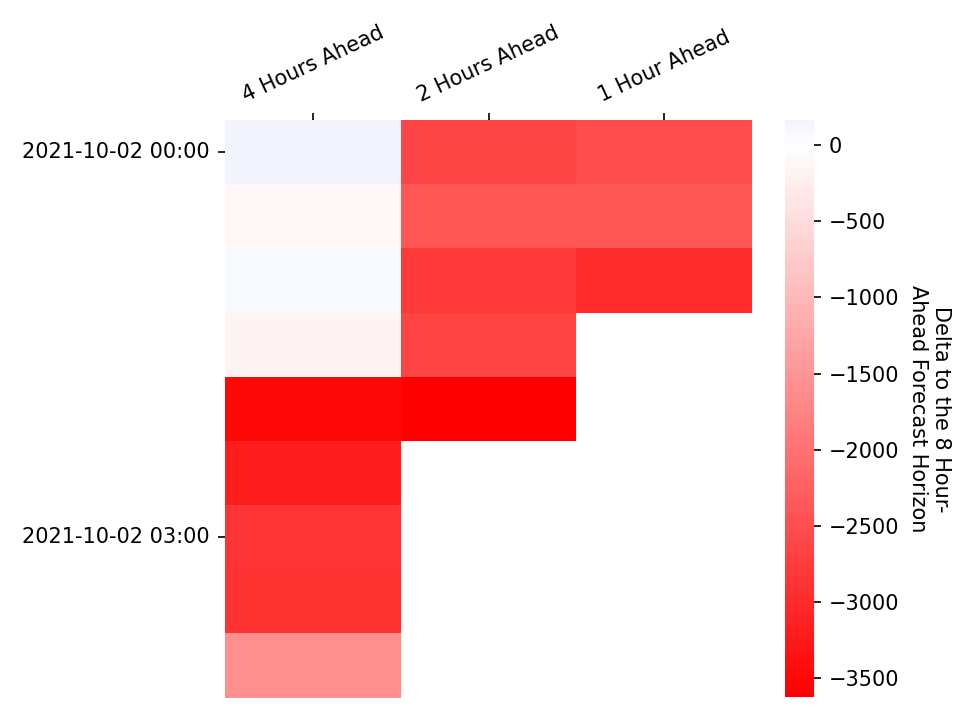 4 Hours Ahead
2 Hours Ahead
1 Hour Ahead
2021-10-02 00:00
2021-10-02 03:00
0
−500
−1000
−1500
−2000
−2500
−3000
−3500
Delta to the 8 Hour-
Ahead Forecast Horizon